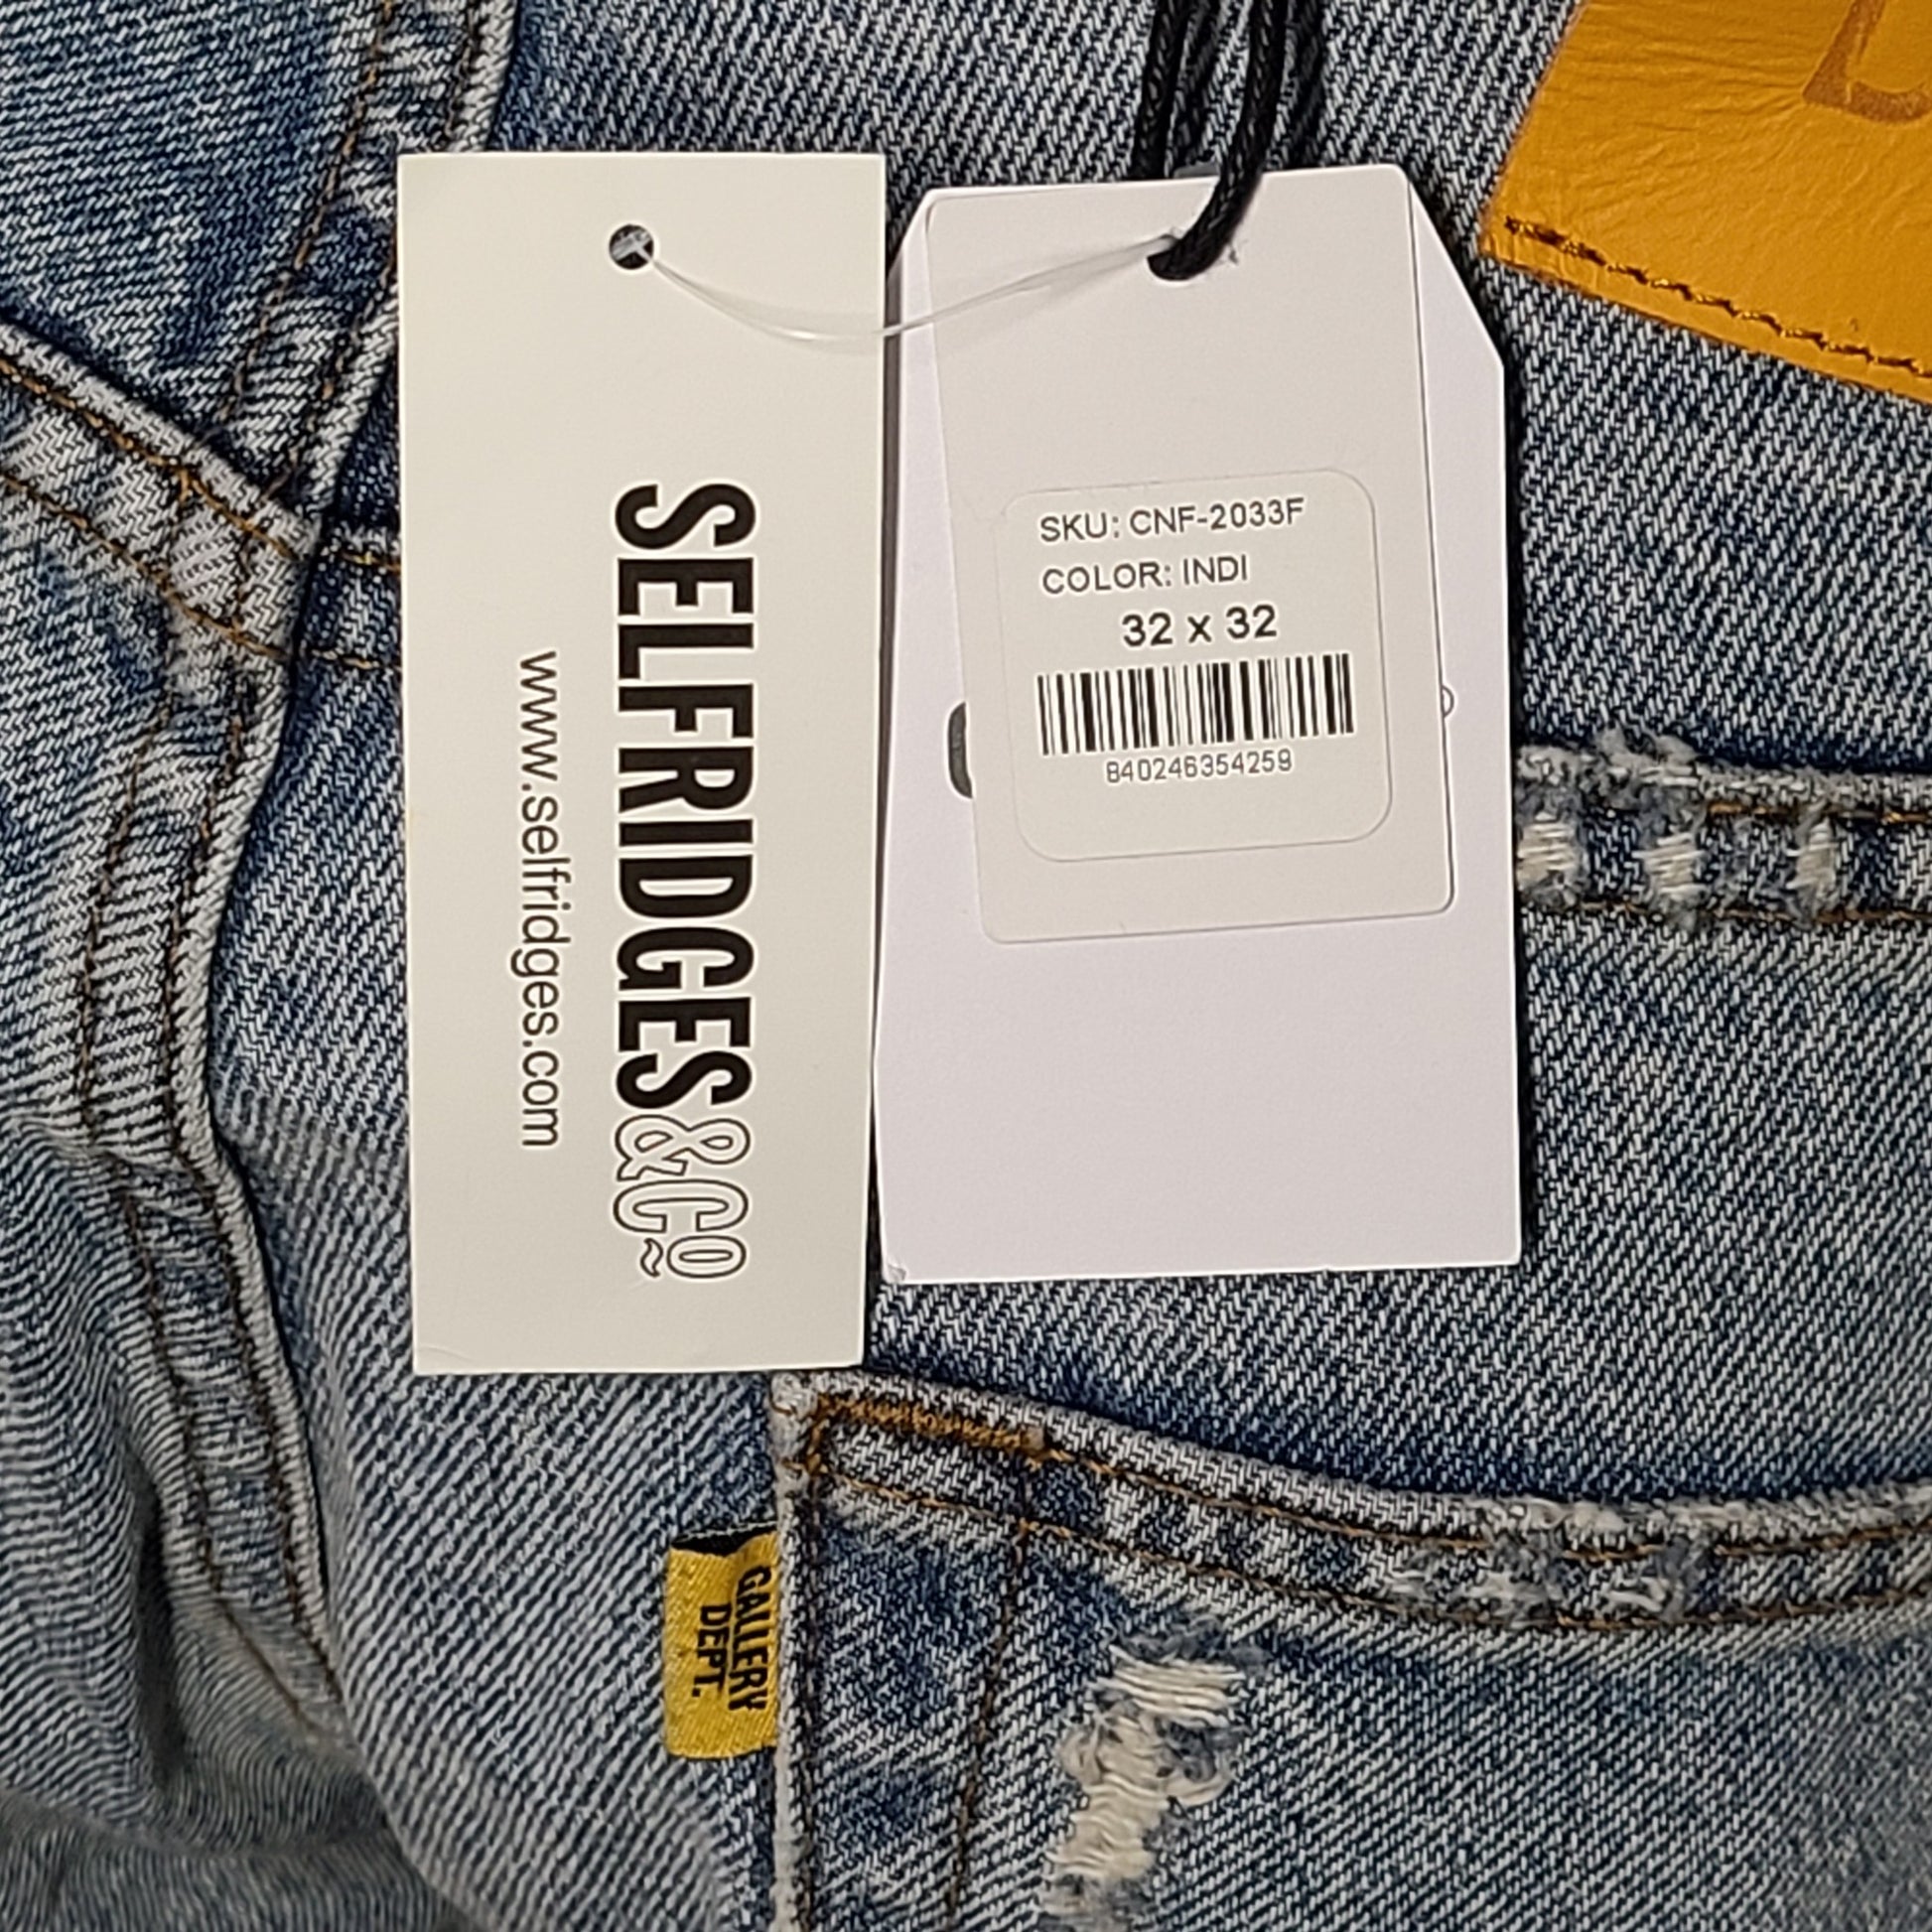 SELFRIDGES&Co
www.selfridges.com
SKU: CNF-2033F
COLOR: INDI
32 x 32
840246354259
GALLERY
DEPT.